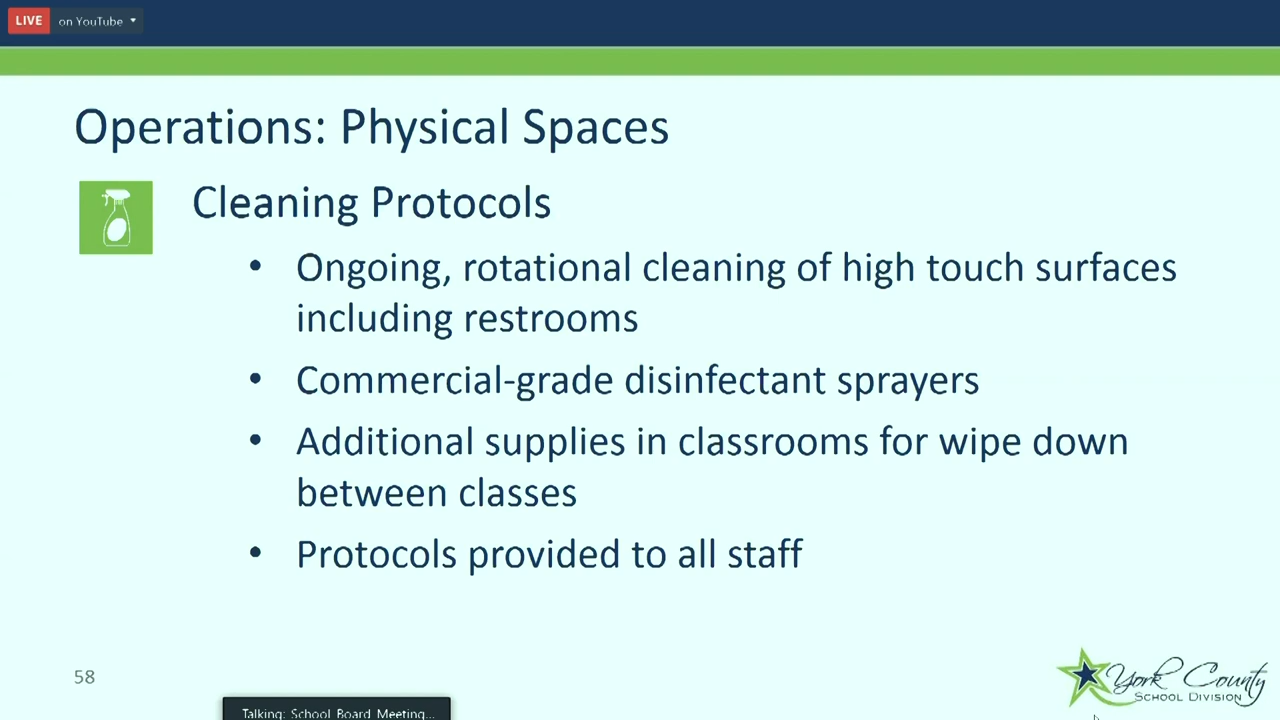 LIVE on YouTube
Operations: Physical Spaces
Cleaning Protocols
• Ongoing, rotational cleaning of high touch surfaces
including restrooms
• Commercial-grade disinfectant sprayers
• Additional supplies in classrooms for wipe down
between classes
• Protocols provided to all staff
58
York County
SCHOOL DIVISION
Talking: School Board Meeting...